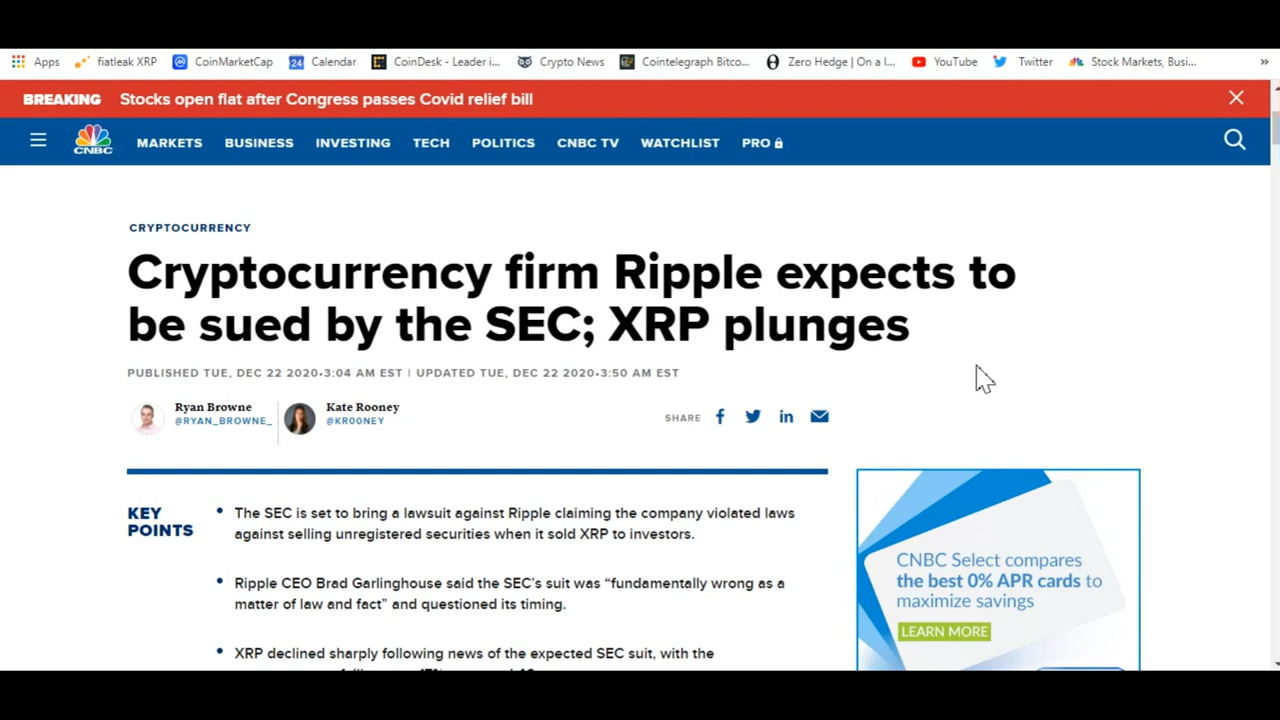 Apps fiatleak XRP CoinMarketCap 24 Calendar CoinDesk - Leader i... Crypto News Cointelegraph Bitco... Zero Hedge | On a l... YouTube Twitter Stock Markets, Busi... »
BREAKING Stocks open flat after Congress passes Covid relief bill
CNBC MARKETS BUSINESS INVESTING TECH POLITICS CNBC TV WATCHLIST PRO
CRYPTOCURRENCY
Cryptocurrency firm Ripple expects to
be sued by the SEC; XRP plunges
PUBLISHED TUE, DEC 22 2020•3:04 AM EST | UPDATED TUE, DEC 22 2020•3:50 AM EST
Ryan Browne
@RYAN_BROWNE_
Kate Rooney
@KR00NEY
SHARE
KEY
POINTS
The SEC is set to bring a lawsuit against Ripple claiming the company violated laws
against selling unregistered securities when it sold XRP to investors.
Ripple CEO Brad Garlinghouse said the SEC's suit was “fundamentally wrong as a
matter of law and fact” and questioned its timing.
XRP declined sharply following news of the expected SEC suit, with the
CNBC Select compares
the best 0% APR cards to
maximize savings
LEARN MORE